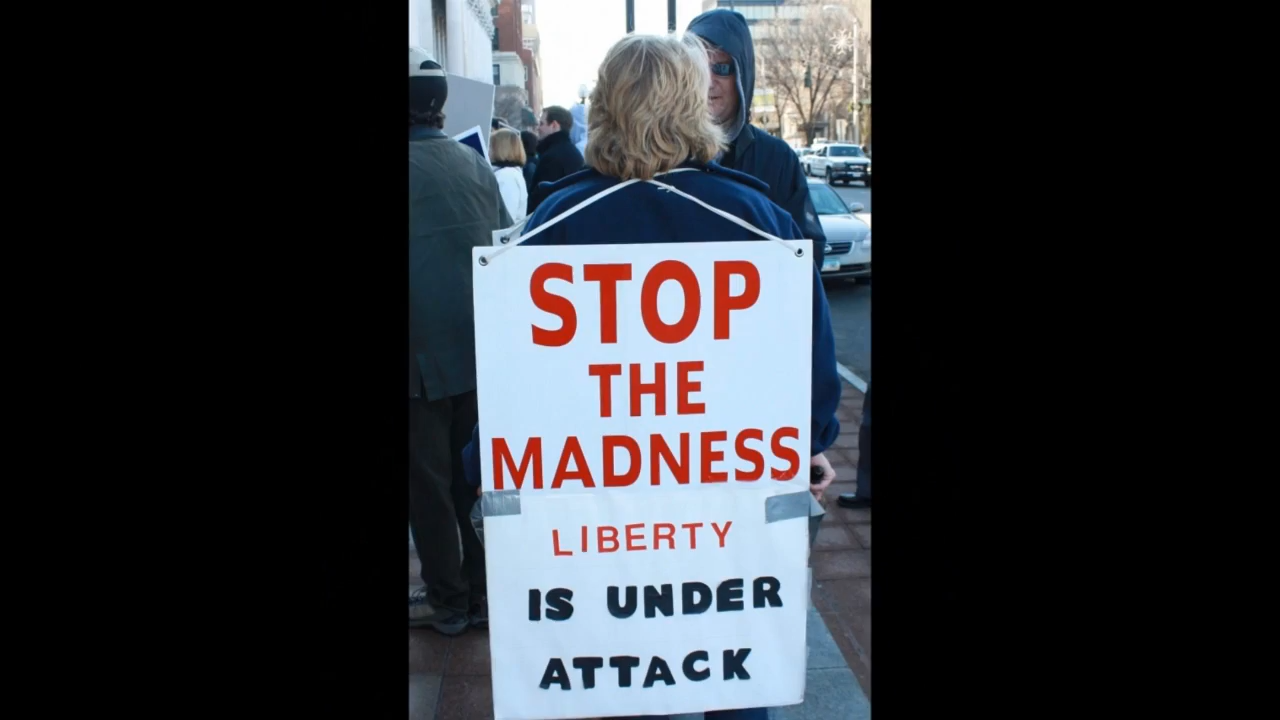 STOP
THE
MADNESS
LIBERTY
IS UNDER
ATTACK